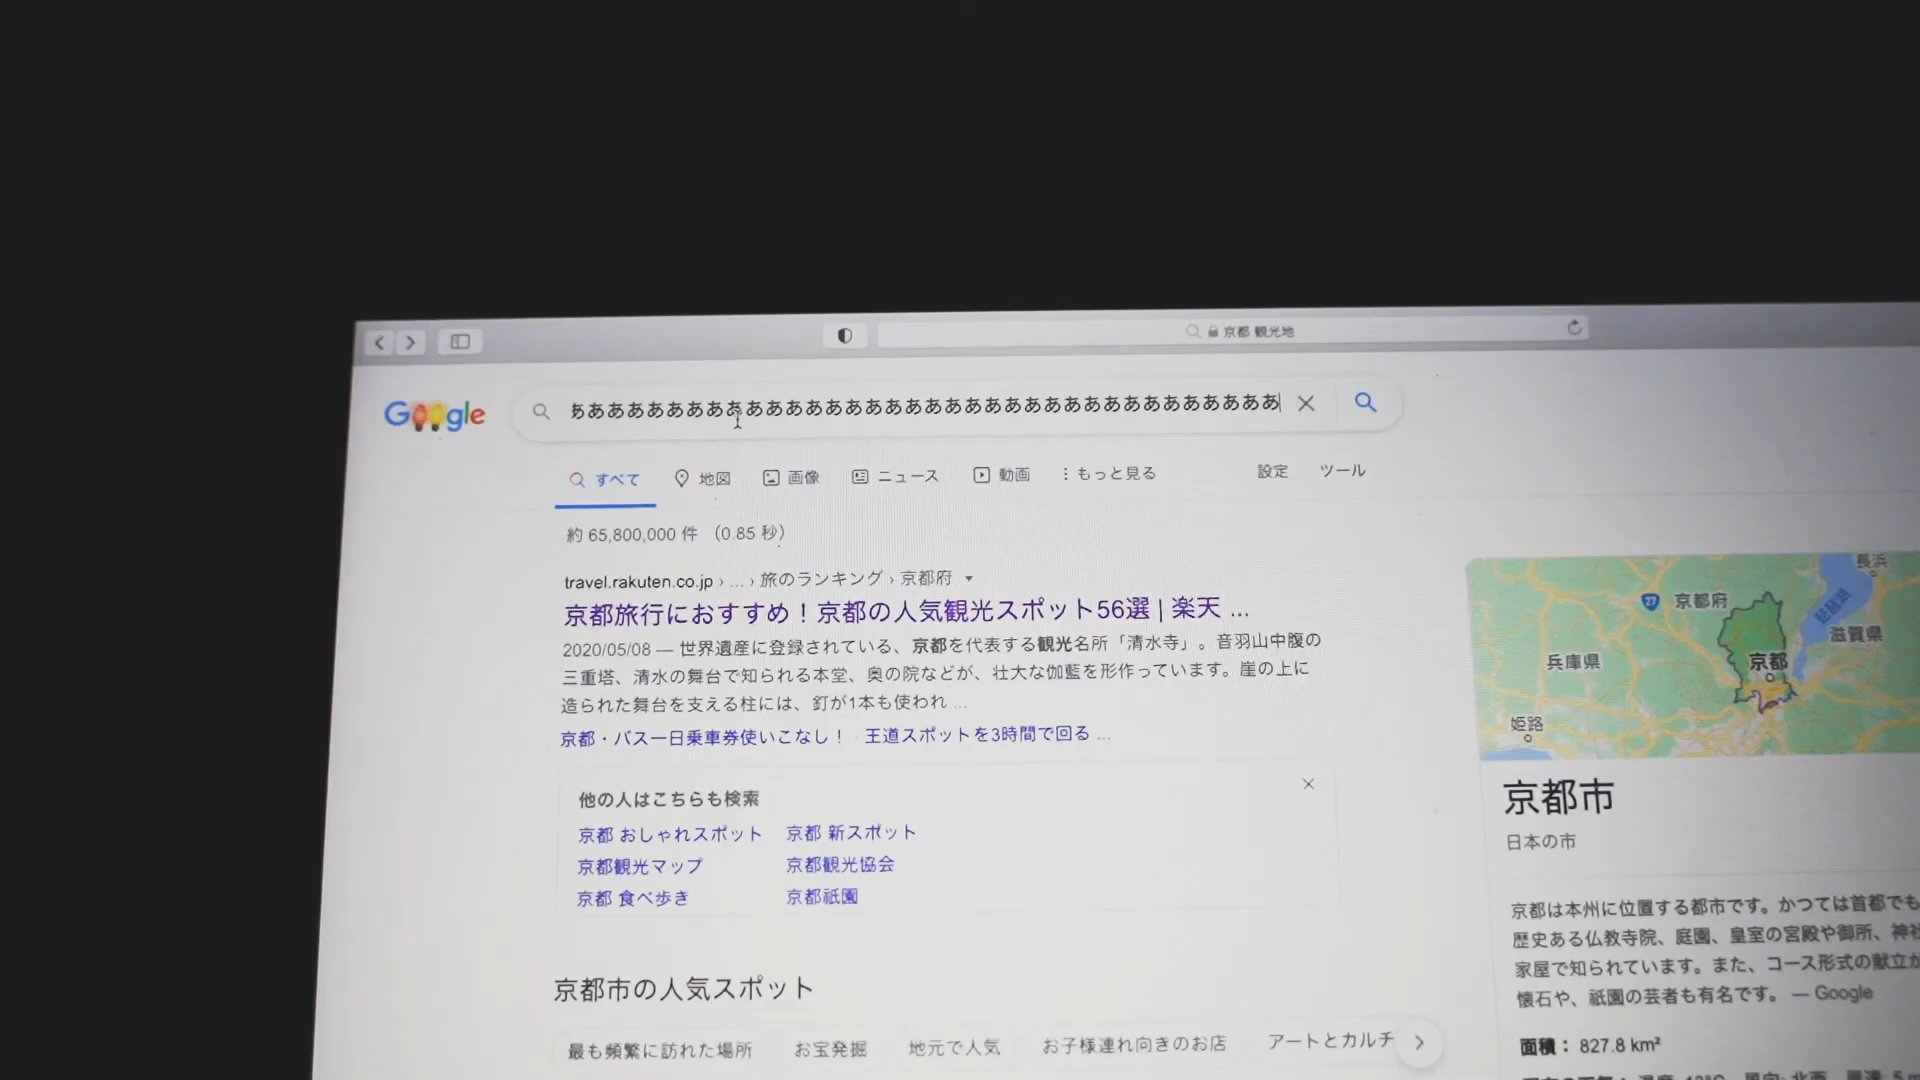 京都 観光地
Google
あああああああああああああああああああああああああああああああああああ
すべて 地図 画像 ニュース 動画 もっと見る 設定 ツール
約 65,800,000 件 （0.85 秒）
travel.rakuten.co.jp › ... › 旅のランキング › 京都府
京都旅行におすすめ！京都の人気観光スポット56選 | 楽天 ...
2020/05/08 — 世界遺産に登録されている、京都を代表する観光名所「清水寺」。音羽山中腹の
三重塔、清水の舞台で知られる本堂、奥の院などが、壮大な伽藍を形作っています。崖の上に
造られた舞台を支える柱には、釘が1本も使われ ...
京都・バス一日乗車券使いこなし！ · 王道スポットを3時間で回る ...
他の人はこちらも検索
京都 おしゃれスポット 京都 新スポット
京都観光マップ 京都観光協会
京都 食べ歩き 京都祇園
京都市の人気スポット
最も頻繁に訪れた場所 お宝発掘 地元で人気 お子様連れ向きのお店 アートとカルチ
長浜
27 京都府
琵琶湖
滋賀県
兵庫県
京都
姫路
京都市
日本の市
京都は本州に位置する都市です。かつては首都でも
歴史ある仏教寺院、庭園、皇室の宮殿や御所、神社
家屋で知られています。また、コース形式の献立が
懐石や、祇園の芸者も有名です。 — Google
面積： 827.8 km²